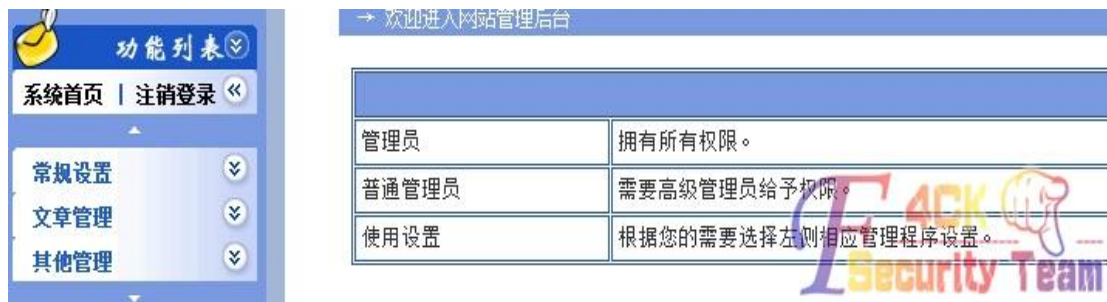 功能列表
系统首页 | 注销登录
常规设置
文章管理
其他管理
→ 欢迎进入网站管理后台
管理员 拥有所有权限。
普通管理员 需要高级管理员给予权限。
使用设置 根据您的需要选择左侧相应管理程序设置。
F4CK
Security Team